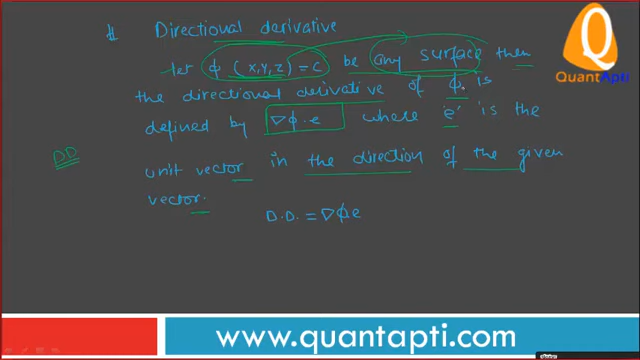 # Directional derivative
let ϕ (x,y,z) = c be any surface then
the directional derivative of ϕ is
defined by ∇ϕ·e where 'e' is the
DD
unit vector in the direction of the given
vector.
D.D. = ∇ϕe
QuantApti
www.quantapti.com